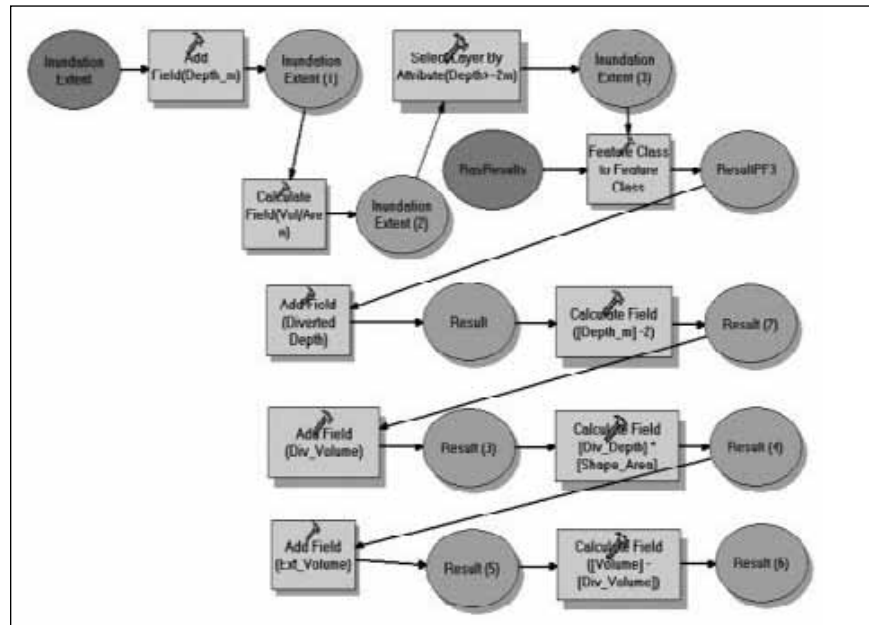 Inundation
Extent
Add
Field(Depth_m)
Inundation
Extent (1)
Select Layer By
Attribute(Depth>-2m)
Inundation
Extent (3)
Calculate
Field(Vol/Are
a)
Inundation
Extent (2)
RasResults
Feature Class
to Feature
Class
ResultPF3
Add Field
(Diverted
Depth)
Result
Calculate Field
([Depth_m] -2)
Result (7)
Add Field
(Div_Volume)
Result (3)
Calculate Field
[Div_Depth] *
[Shape_Area]
Result (4)
Add Field
(Ext_Volume)
Result (5)
Calculate Field
([Volume] -
[Div_Volume])
Result (6)